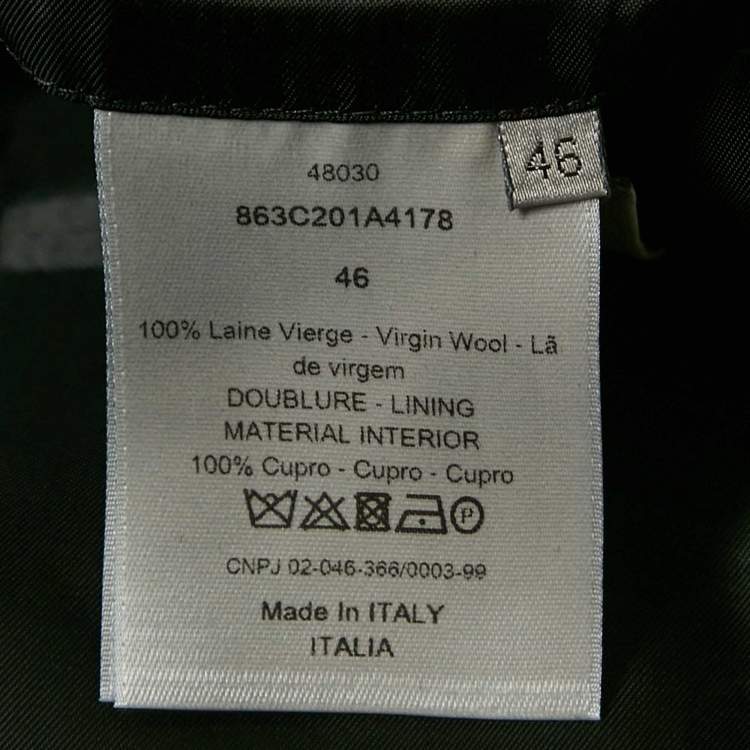 46
48030
863C201A4178
46
100% Laine Vierge - Virgin Wool - Lã
de virgem
DOUBLURE - LINING
MATERIAL INTERIOR
100% Cupro - Cupro - Cupro
P
CNPJ 02-046-366/0003-99
Made In ITALY
ITALIA